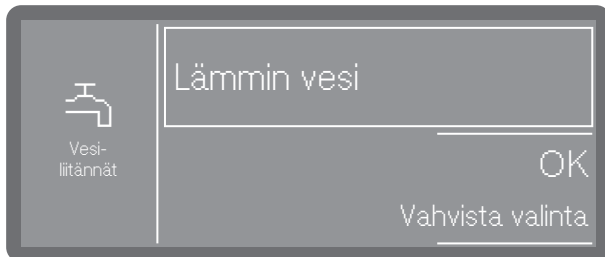 Vesi-
liitännät
Lämmin vesi
OK
Vahvista valinta